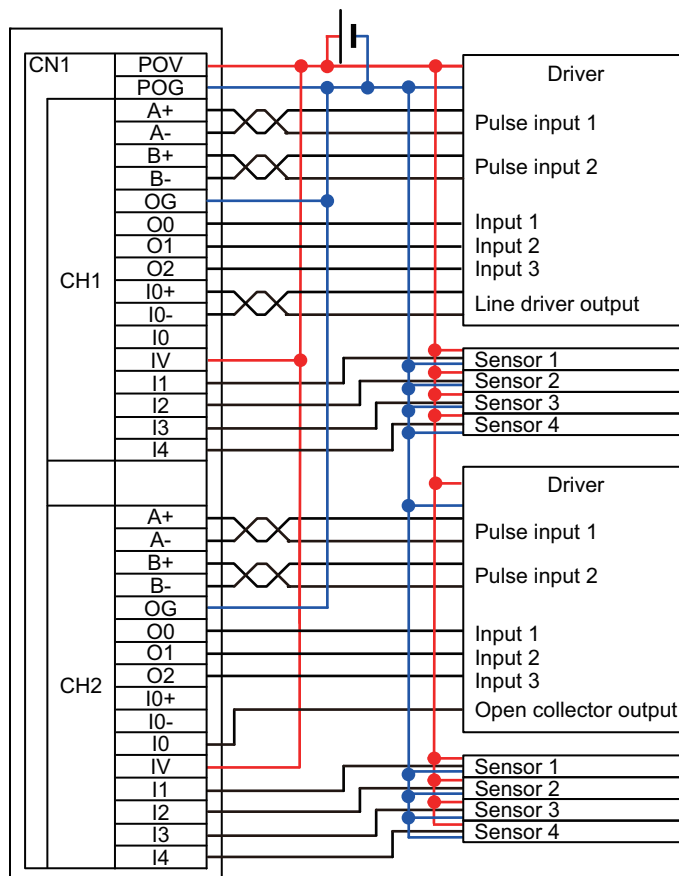 CN1
POV
POG
CH1
A+
A-
B+
B-
OG
O0
O1
O2
I0+
I0-
I0
IV
I1
I2
I3
I4
Driver
Pulse input 1
Pulse input 2
Input 1
Input 2
Input 3
Line driver output
Sensor 1
Sensor 2
Sensor 3
Sensor 4
CH2
A+
A-
B+
B-
OG
O0
O1
O2
I0+
I0-
I0
IV
I1
I2
I3
I4
Driver
Pulse input 1
Pulse input 2
Input 1
Input 2
Input 3
Open collector output
Sensor 1
Sensor 2
Sensor 3
Sensor 4